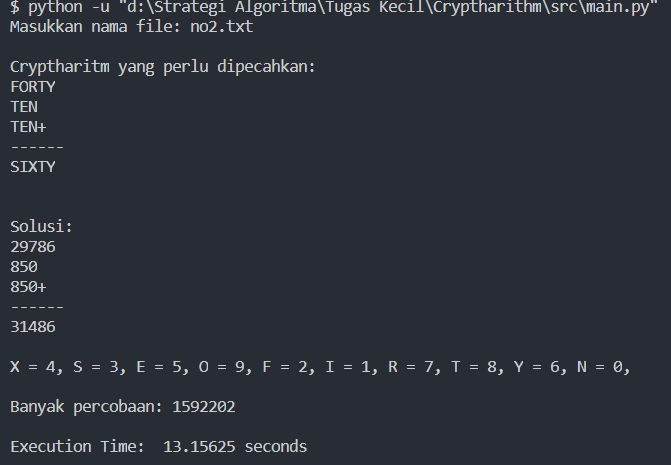 $ python -u "d:\Strategi Algoritma\Tugas Kecil\Cryptharithm\src\main.py"
Masukkan nama file: no2.txt
Cryptharitm yang perlu dipecahkan:
FORTY
TEN
TEN+
------
SIXTY
Solusi:
29786
850
850+
------
31486
X = 4, S = 3, E = 5, O = 9, F = 2, I = 1, R = 7, T = 8, Y = 6, N = 0,
Banyak percobaan: 1592202
Execution Time:  13.15625 seconds